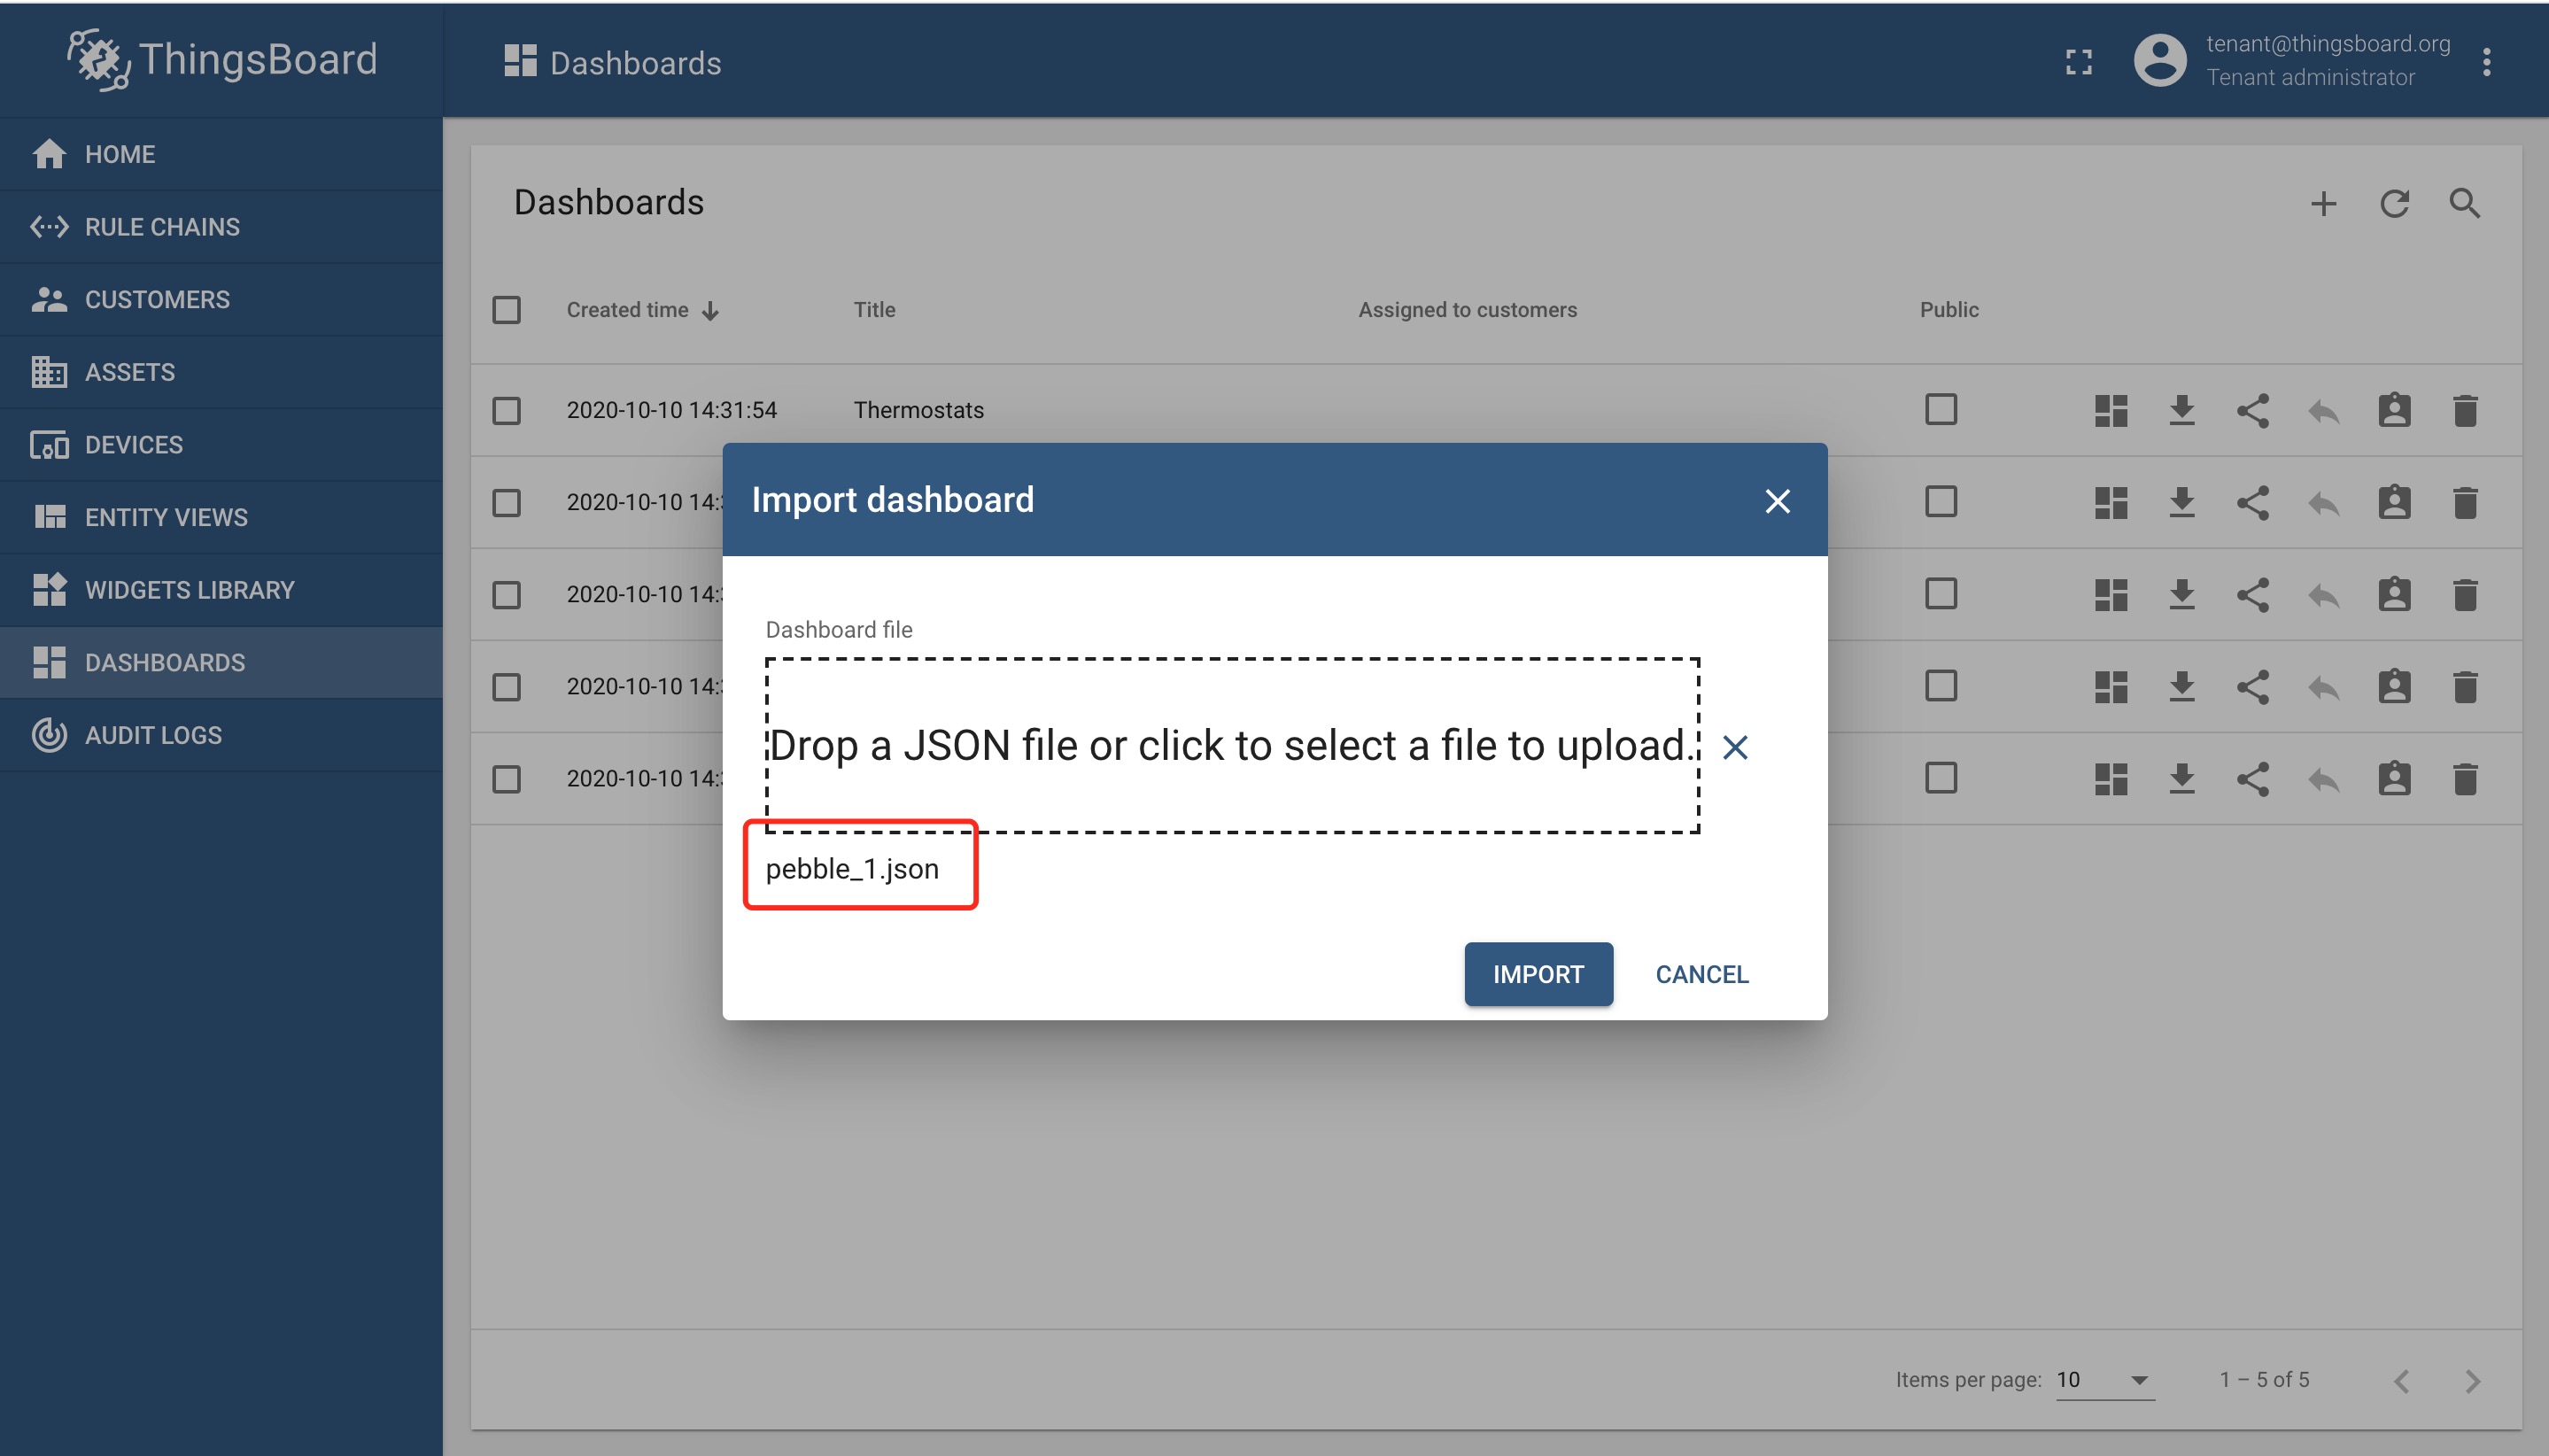 ThingsBoard
Dashboards
tenant@thingsboard.org
Tenant administrator
HOME
RULE CHAINS
CUSTOMERS
ASSETS
DEVICES
ENTITY VIEWS
WIDGETS LIBRARY
DASHBOARDS
AUDIT LOGS
Dashboards
Created time Title Assigned to customers Public
2020-10-10 14:31:54 Thermostats
2020-10-10 14:
2020-10-10 14:
2020-10-10 14:
2020-10-10 14:
Import dashboard
Dashboard file
Drop a JSON file or click to select a file to upload.
pebble_1.json
IMPORT CANCEL
Items per page: 10 1 – 5 of 5